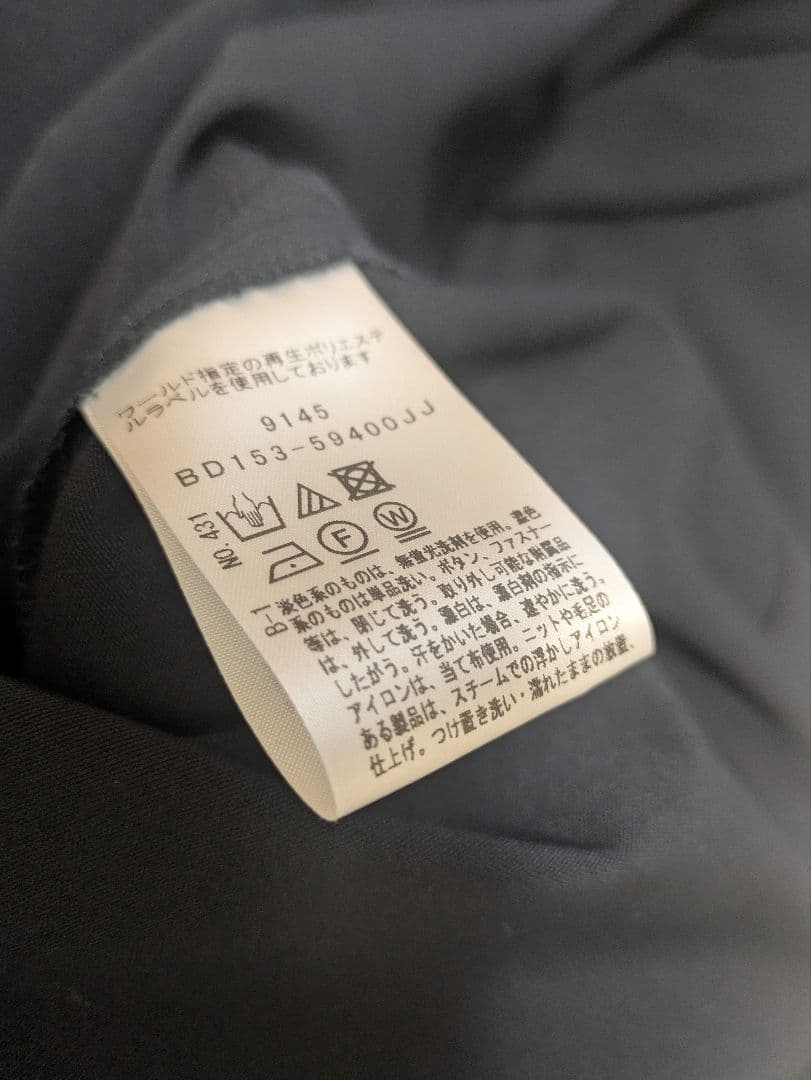 ワールド指定の再生ポリエステ
ルラベルを使用しております
9145
BD153-59400JJ
NO.431
F
W
B-1 淡色系のものは、無蛍光洗剤を使用。濃色
系のものは単品洗い。ボタン、ファスナー
等は、閉じて洗う。取り外し可能な附属品
は、外して洗う。漂白は、漂白剤の指示に
したがう。汗をかいた場合、速やかに洗う。
アイロンは、当て布使用。ニットや毛足の
ある製品は、スチームでの浮かしアイロン
仕上げ。つけ置き洗い・濡れたままの放置、